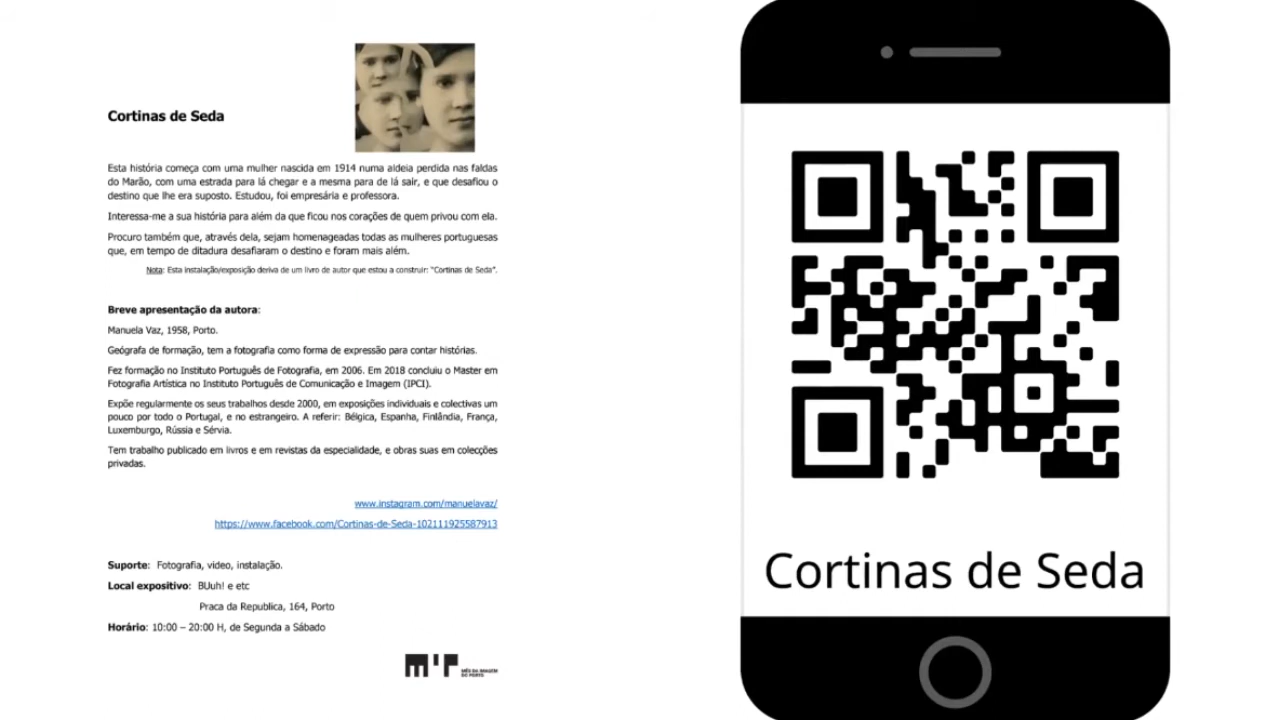 Cortinas de Seda
Esta história começa com uma mulher nascida em 1914 numa aldeia perdida nas faldas
do Marão, com uma estrada para lá chegar e a mesma para de lá sair, e que desafiou o
destino que lhe era suposto. Estudou, foi empresária e professora.
Interessa-me a sua história para além da que ficou nos corações de quem privou com ela.
Procuro também que, através dela, sejam homenageadas todas as mulheres portuguesas
que, em tempo de ditadura desafiaram o destino e foram mais além.
Nota: Esta instalação/exposição deriva de um livro de autor que estou a construir: “Cortinas de Seda”.
Breve apresentação da autora:
Manuela Vaz, 1958, Porto.
Geógrafa de formação, tem a fotografia como forma de expressão para contar histórias.
Fez formação no Instituto Português de Fotografia, em 2006. Em 2018 concluiu o Master em
Fotografia Artística no Instituto Português de Comunicação e Imagem (IPCI).
Expõe regularmente os seus trabalhos desde 2000, em exposições individuais e colectivas um
pouco por todo o Portugal, e no estrangeiro. A referir: Bélgica, Espanha, Finlândia, França,
Luxemburgo, Rússia e Sérvia.
Tem trabalho publicado em livros e em revistas da especialidade, e obras suas em colecções
privadas.
www.instagram.com/manuelavaz/
https://www.facebook.com/Cortinas-de-Seda-102111925587913
Suporte: Fotografia, video, instalação.
Local expositivo: BUuh! e etc
Praca da Republica, 164, Porto
Horário: 10:00 – 20:00 H, de Segunda a Sábado
MÊS DA IMAGEM
DO PORTO
Cortinas de Seda